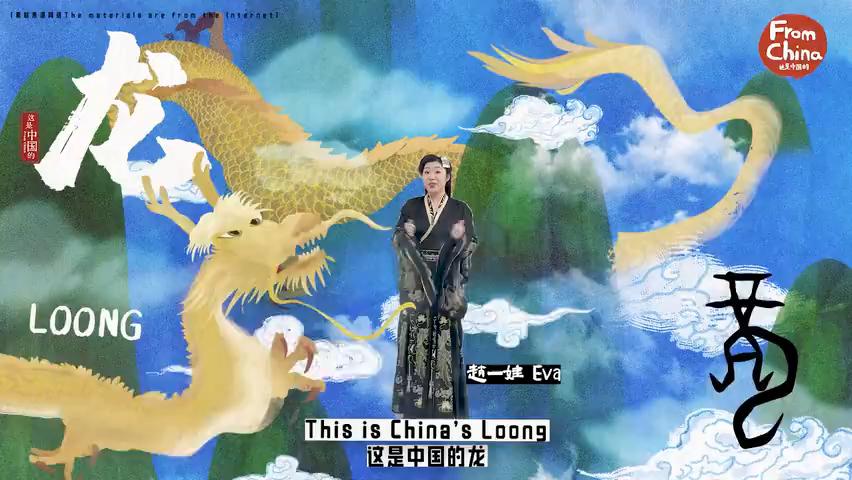 (素材来源网络The materials are from the Internet)
From
China
这是中国的
龙
这是
中国
的
LOONG
赵一娃 Eva
This is China's Loong
这是中国的龙